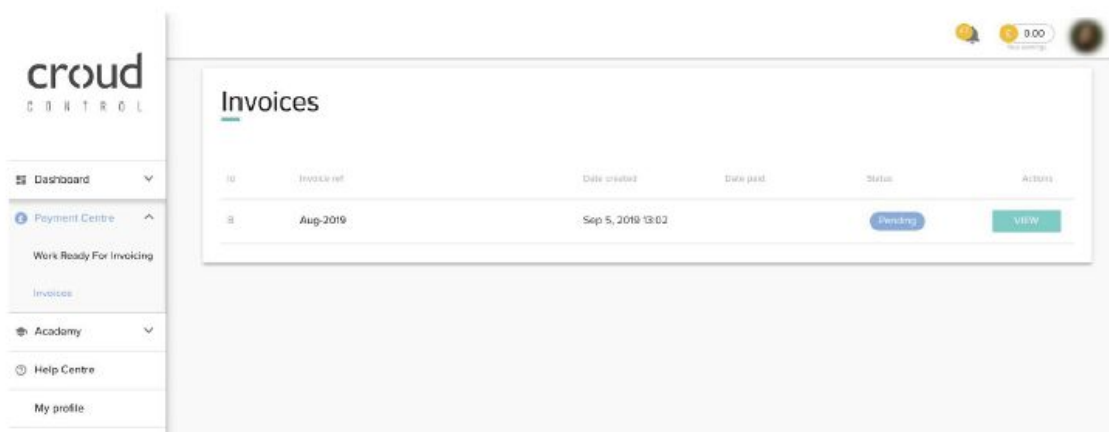 croud
CONTROL
0.00
Invoices
Dashboard
Payment Centre
Work Ready For Invoicing
Invoices
Academy
Help Centre
My profile
ID Invoice ref Date created Date paid Status Actions
Aug-2019 Sep 5, 2019 13:02 Pending VIEW